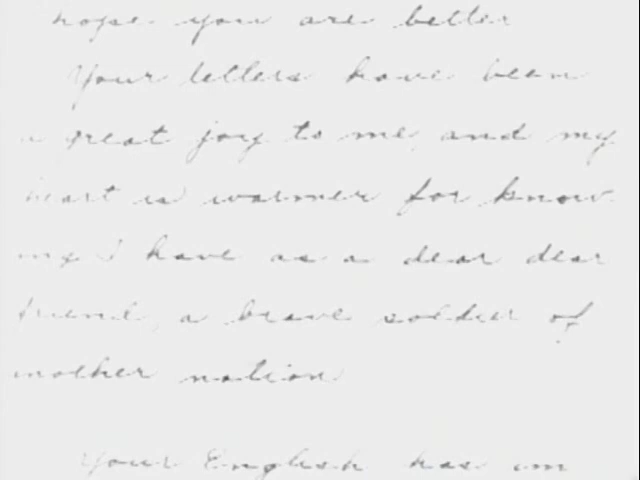 hope you are better
Your letters have been
a great joy to me, and my
heart is warmer for know
ing I have as a dear dear
friend, a brave soldier of
another nation
Your English has im